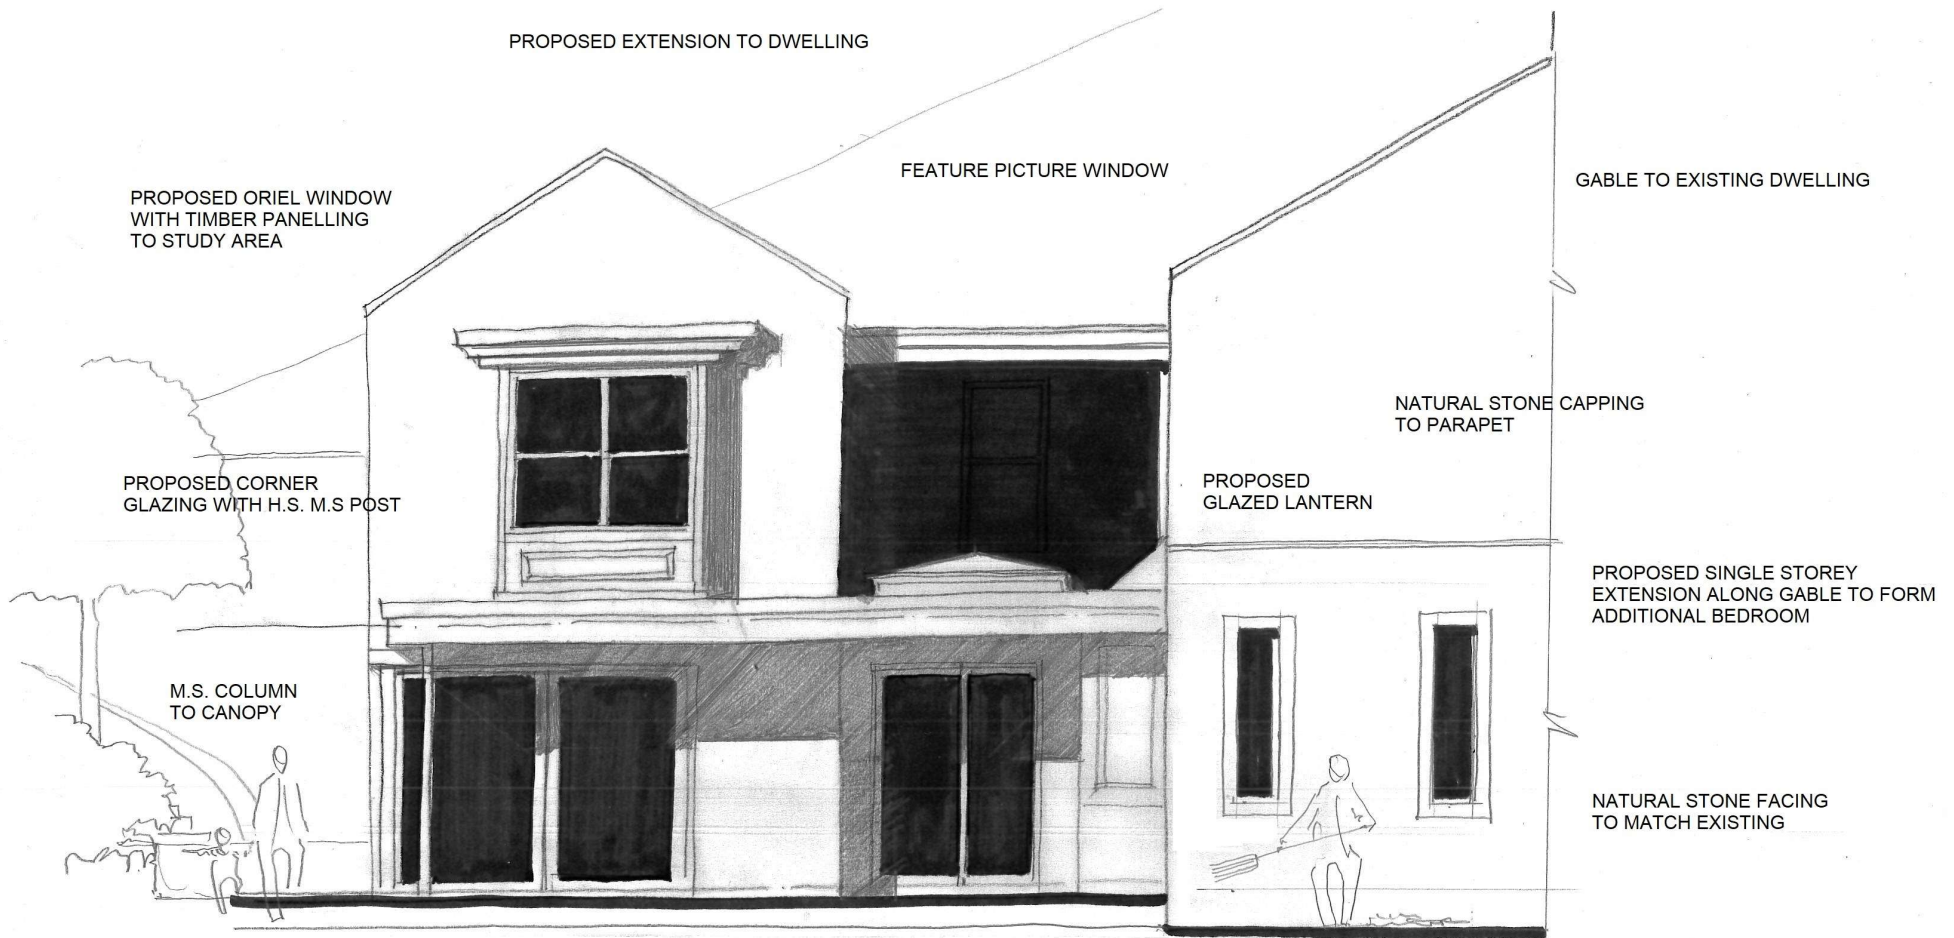 PROPOSED EXTENSION TO DWELLING
FEATURE PICTURE WINDOW
GABLE TO EXISTING DWELLING
PROPOSED ORIEL WINDOW
WITH TIMBER PANELLING
TO STUDY AREA
NATURAL STONE CAPPING
TO PARAPET
PROPOSED CORNER
GLAZING WITH H.S. M.S POST
PROPOSED
GLAZED LANTERN
PROPOSED SINGLE STOREY
EXTENSION ALONG GABLE TO FORM
ADDITIONAL BEDROOM
M.S. COLUMN
TO CANOPY
NATURAL STONE FACING
TO MATCH EXISTING